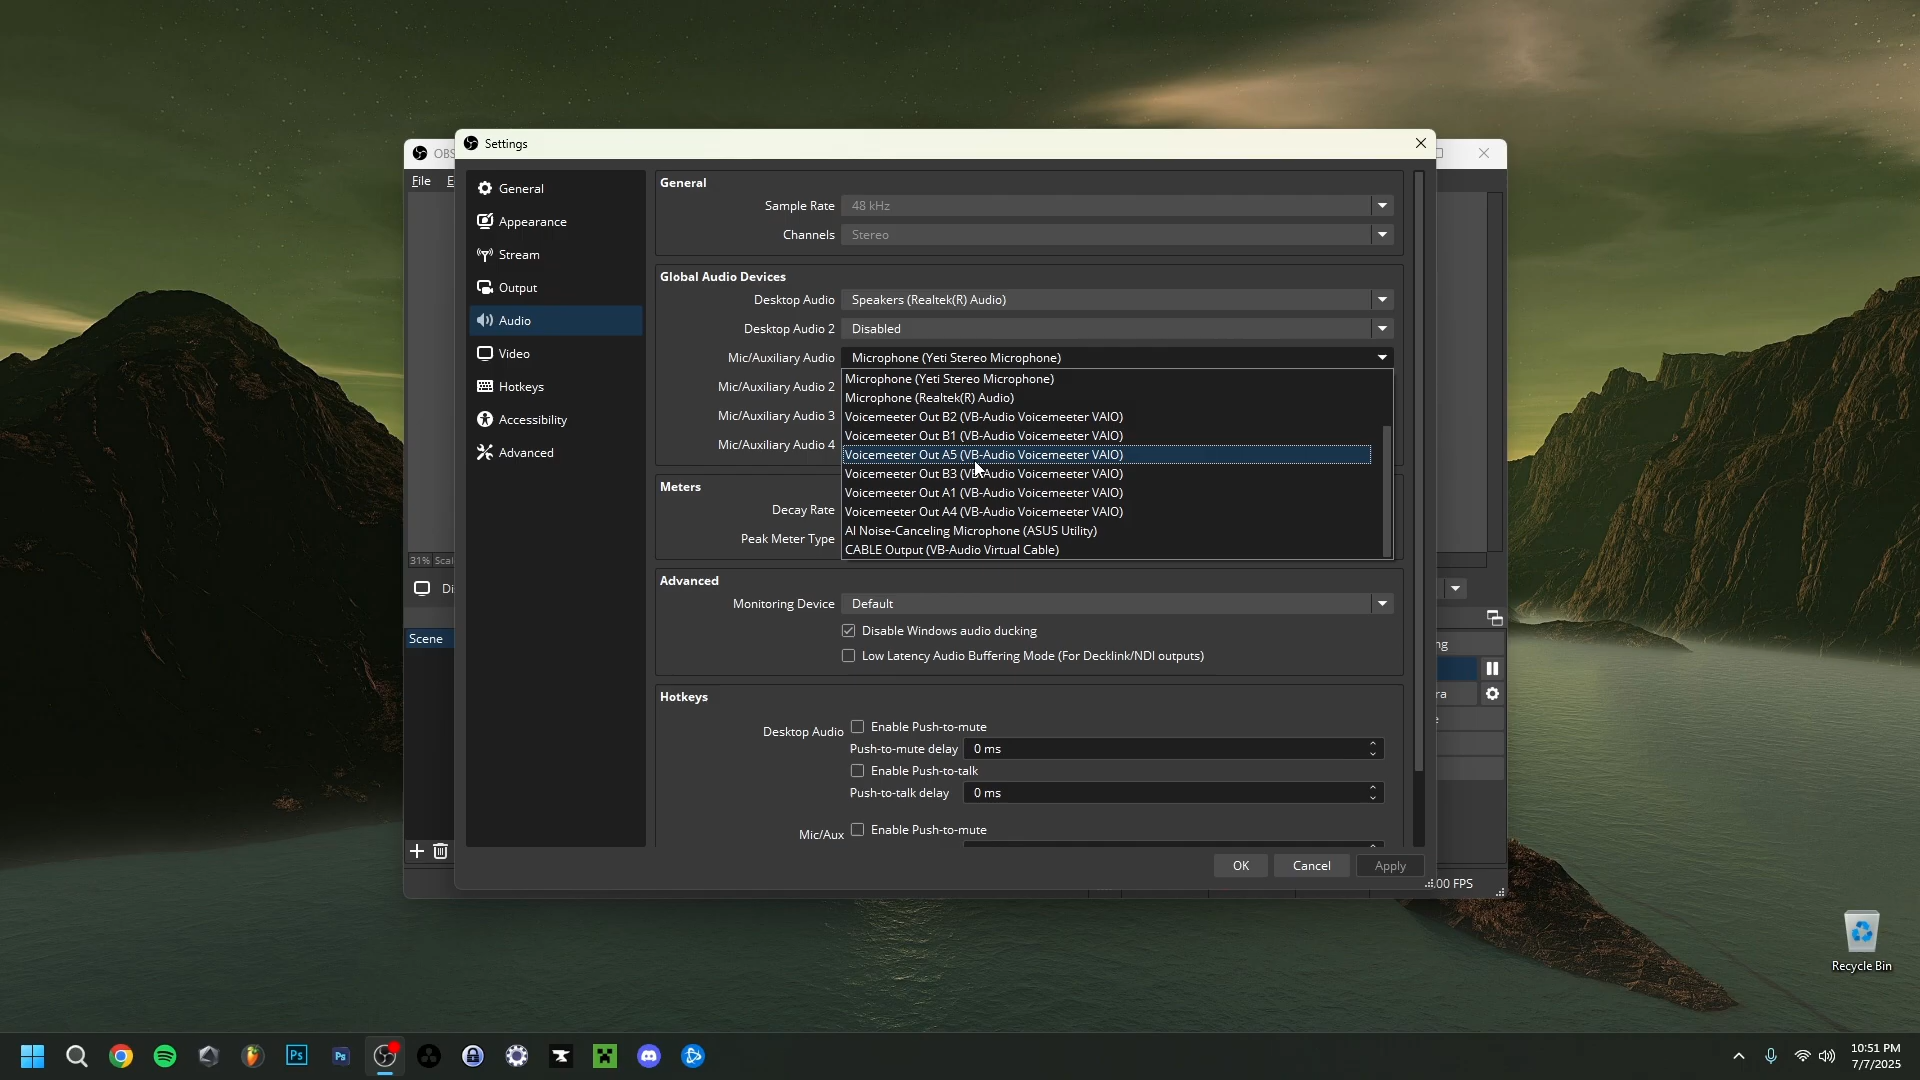 OBS
Settings
File
General
Appearance
Stream
Output
Audio
Video
Hotkeys
Accessibility
Advanced
General
Sample Rate 48 kHz
Channels Stereo
Global Audio Devices
Desktop Audio Speakers (Realtek(R) Audio)
Desktop Audio 2 Disabled
Mic/Auxiliary Audio Microphone (Yeti Stereo Microphone)
Mic/Auxiliary Audio 2
Mic/Auxiliary Audio 3
Mic/Auxiliary Audio 4
Microphone (Yeti Stereo Microphone)
Microphone (Realtek(R) Audio)
Voicemeeter Out B2 (VB-Audio Voicemeeter VAIO)
Voicemeeter Out B1 (VB-Audio Voicemeeter VAIO)
Voicemeeter Out A5 (VB-Audio Voicemeeter VAIO)
Voicemeeter Out B3 (VB-Audio Voicemeeter VAIO)
Voicemeeter Out A1 (VB-Audio Voicemeeter VAIO)
Voicemeeter Out A4 (VB-Audio Voicemeeter VAIO)
AI Noise-Canceling Microphone (ASUS Utility)
CABLE Output (VB-Audio Virtual Cable)
Meters
Decay Rate
Peak Meter Type
Advanced
Monitoring Device Default
Disable Windows audio ducking
Low Latency Audio Buffering Mode (For Decklink/NDI outputs)
Hotkeys
Desktop Audio Enable Push-to-mute
Push-to-mute delay 0 ms
Enable Push-to-talk
Push-to-talk delay 0 ms
Mic/Aux Enable Push-to-mute
OK Cancel Apply
31%
Scene
.00 FPS
Recycle Bin
Ps
Ps
10:51 PM
7/7/2025